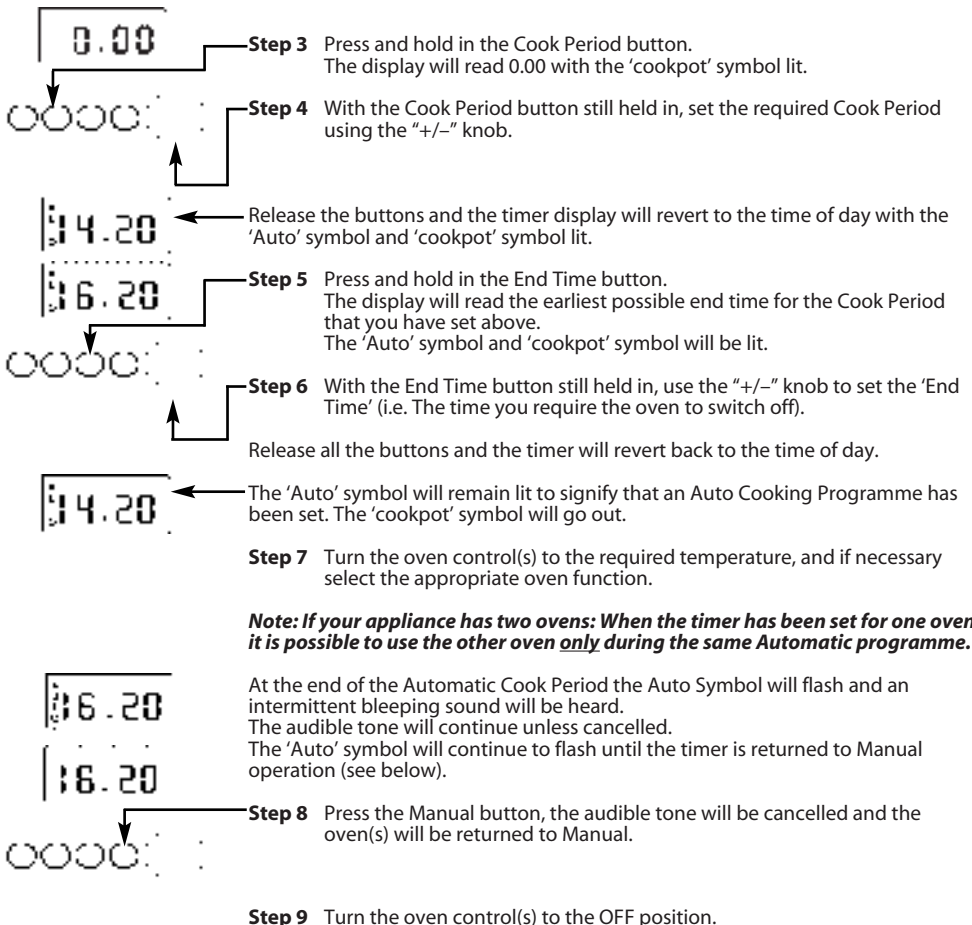 0.00
Step 3 Press and hold in the Cook Period button.
The display will read 0.00 with the ‘cookpot’ symbol lit.
Step 4 With the Cook Period button still held in, set the required Cook Period
using the “+/–” knob.
14.20
Release the buttons and the timer display will revert to the time of day with the
‘Auto’ symbol and ‘cookpot’ symbol lit.
16.20
Step 5 Press and hold in the End Time button.
The display will read the earliest possible end time for the Cook Period
that you have set above.
The ‘Auto’ symbol and ‘cookpot’ symbol will be lit.
Step 6 With the End Time button still held in, use the “+/–” knob to set the ‘End
Time’ (i.e. The time you require the oven to switch off).
Release all the buttons and the timer will revert back to the time of day.
14.20
The ‘Auto’ symbol will remain lit to signify that an Auto Cooking Programme has
been set. The ‘cookpot’ symbol will go out.
Step 7 Turn the oven control(s) to the required temperature, and if necessary
select the appropriate oven function.
Note: If your appliance has two ovens: When the timer has been set for one oven
it is possible to use the other oven only during the same Automatic programme.
16.20
At the end of the Automatic Cook Period the Auto Symbol will flash and an
intermittent bleeping sound will be heard.
The audible tone will continue unless cancelled.
The ‘Auto’ symbol will continue to flash until the timer is returned to Manual
operation (see below).
16.20
Step 8 Press the Manual button, the audible tone will be cancelled and the
oven(s) will be returned to Manual.
Step 9 Turn the oven control(s) to the OFF position.